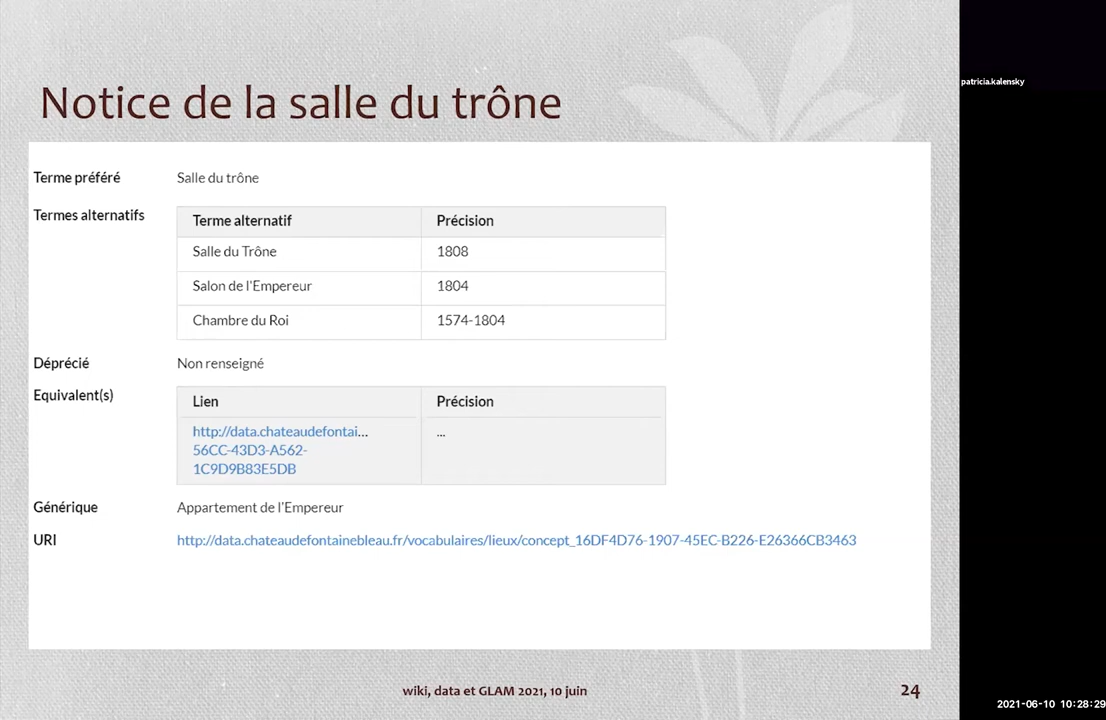 Notice de la salle du trône
patricia.kalensky
Terme préféré Salle du trône
Termes alternatifs
Terme alternatif Précision
Salle du Trône 1808
Salon de l'Empereur 1804
Chambre du Roi 1574-1804
Déprécié Non renseigné
Equivalent(s)
Lien Précision
http://data.chateaudefontai... ...
56CC-43D3-A562-
1C9D9B83E5DB
Générique Appartement de l'Empereur
URI http://data.chateaudefontainebleau.fr/vocabulaires/lieux/concept_16DF4D76-1907-45EC-B226-E26366CB3463
wiki, data et GLAM 2021, 10 juin
24
2021-06-10 10:28:29